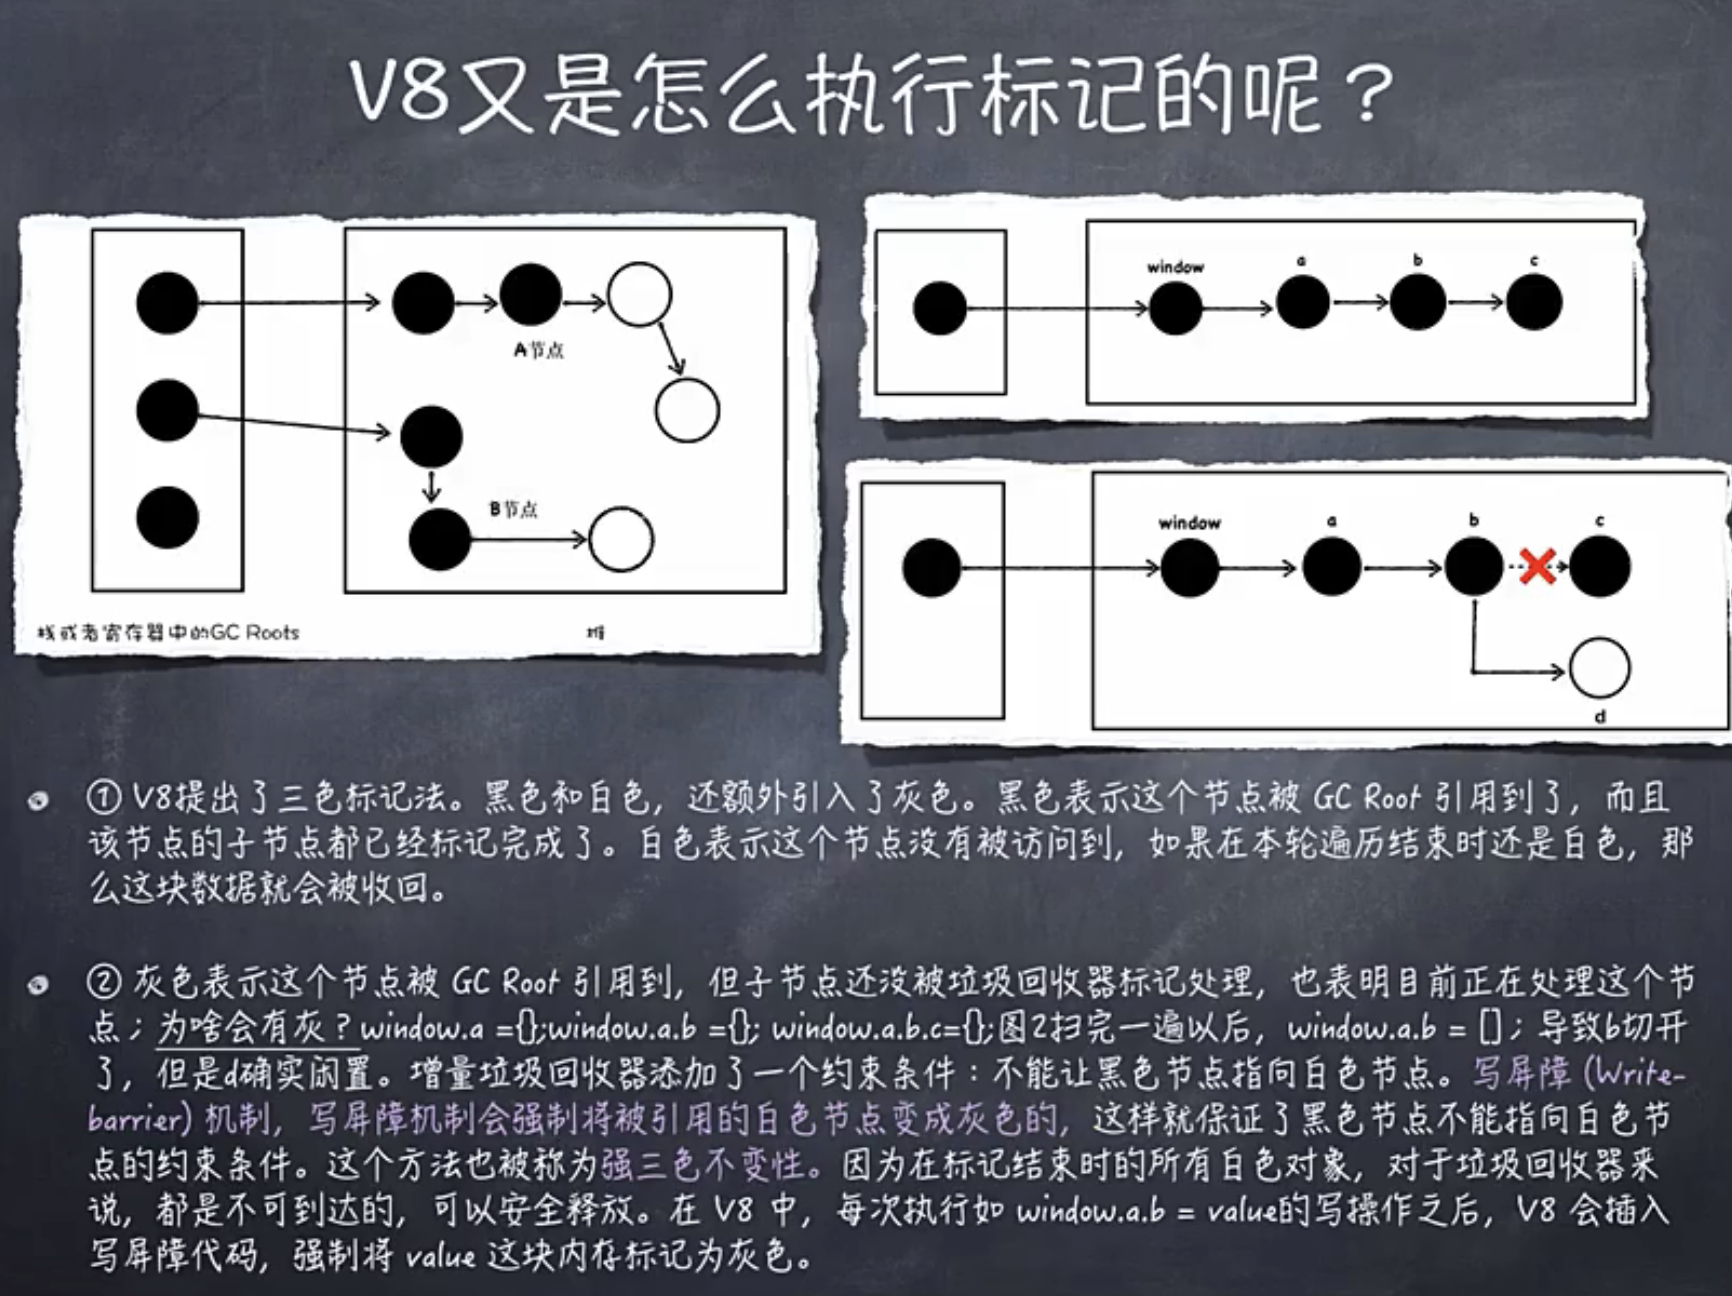 V8又是怎么执行标记的呢？
A节点
B节点
栈或者寄存器中的GC Roots
堆
window
a
b
c
window
a
b
c
d
① V8提出了三色标记法。黑色和白色，还额外引入了灰色。黑色表示这个节点被 GC Root 引用到了，而且
该节点的子节点都已经标记完成了。白色表示这个节点没有被访问到，如果在本轮遍历结束时还是白色，那
么这块数据就会被收回。
② 灰色表示这个节点被 GC Root 引用到，但子节点还没被垃圾回收器标记处理，也表明目前正在处理这个节
点；为啥会有灰？window.a ={};window.a.b ={}; window.a.b.c={};图2扫完一遍以后，window.a.b = []；导致b切开
了，但是d确实闲置。增量垃圾回收器添加了一个约束条件：不能让黑色节点指向白色节点。写屏障 (Write-
barrier) 机制，写屏障机制会强制将被引用的白色节点变成灰色的，这样就保证了黑色节点不能指向白色节
点的约束条件。这个方法也被称为强三色不变性。因为在标记结束时的所有白色对象，对于垃圾回收器来
说，都是不可到达的，可以安全释放。在 V8 中，每次执行如 window.a.b = value的写操作之后，V8 会插入
写屏障代码，强制将 value 这块内存标记为灰色。